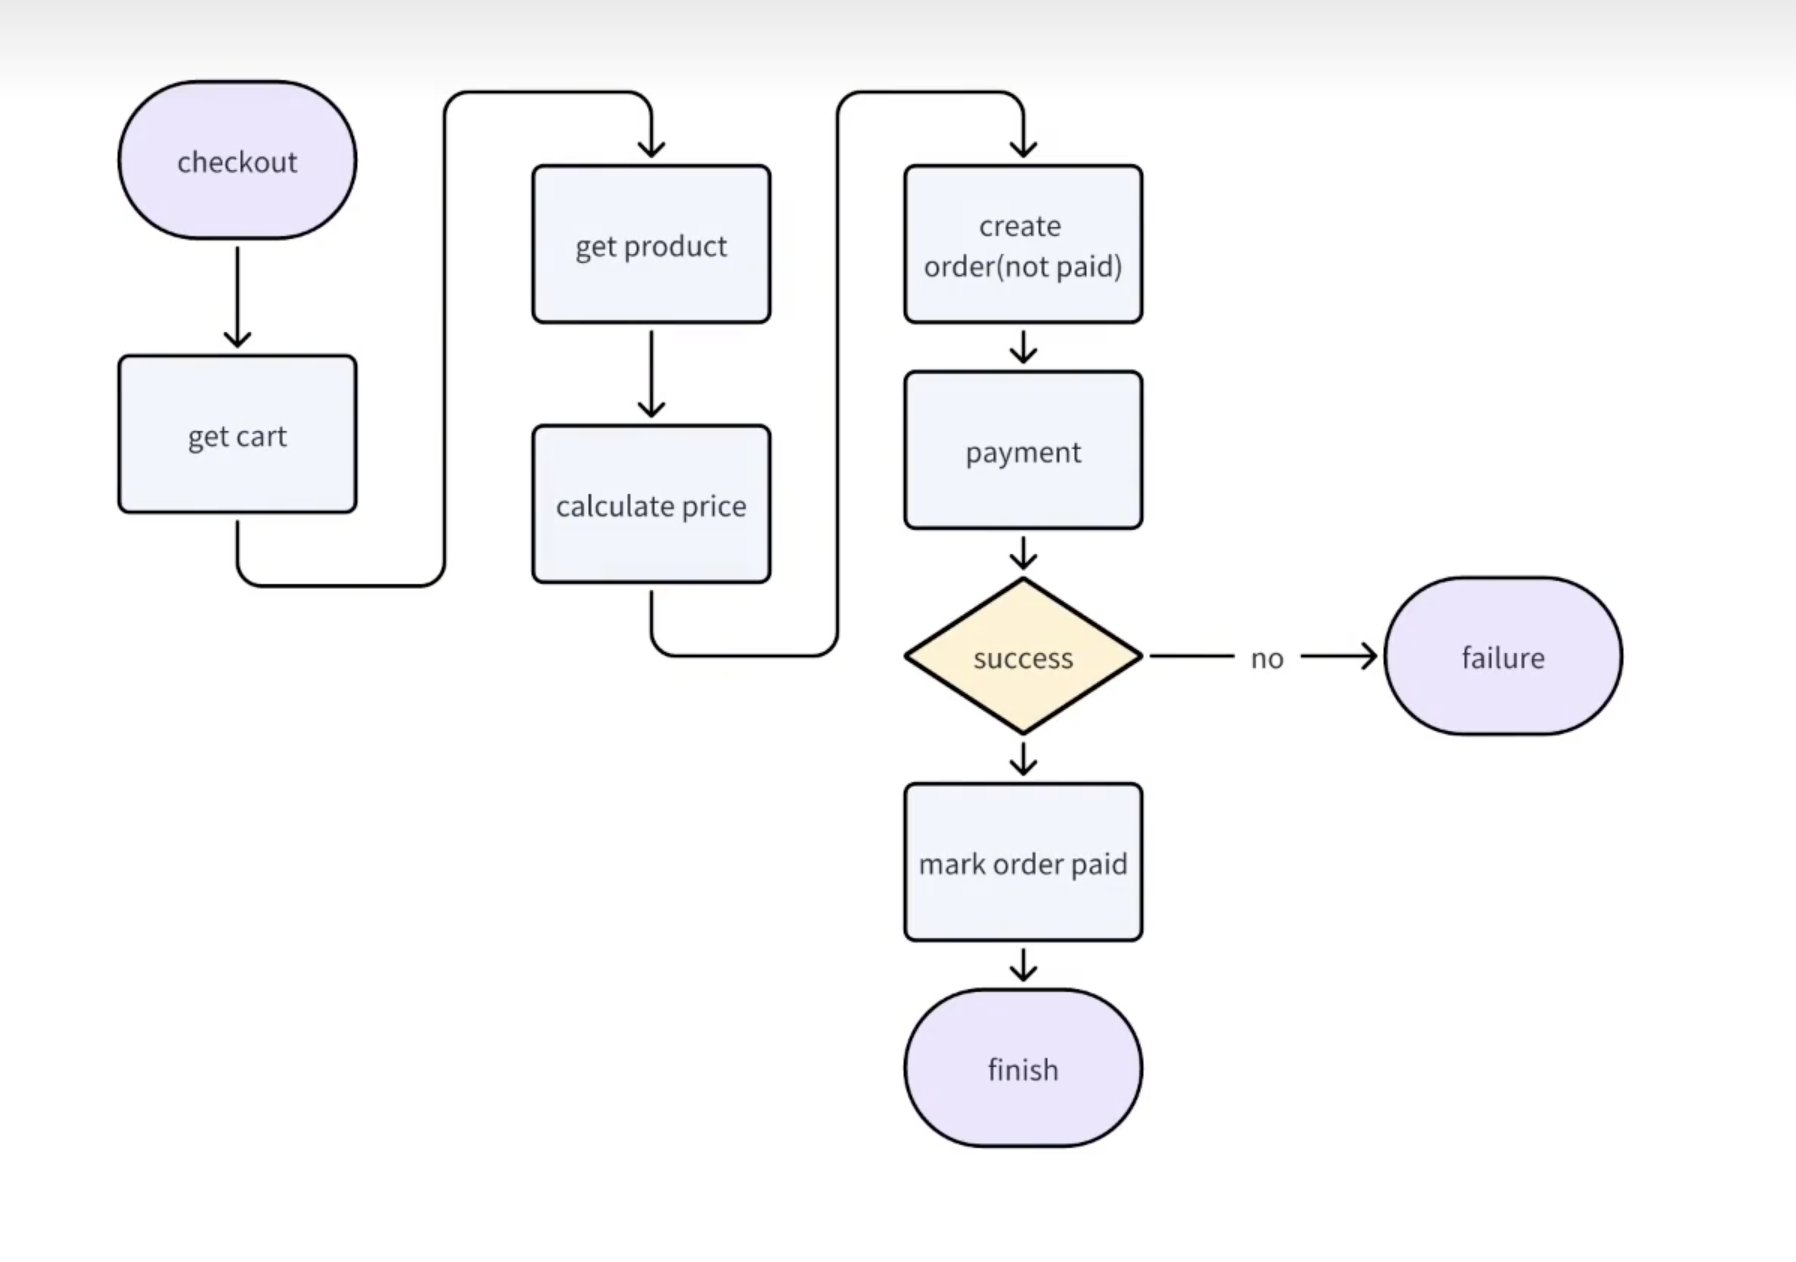 checkout
get cart
get product
calculate price
create
order(not paid)
payment
success
no
failure
mark order paid
finish